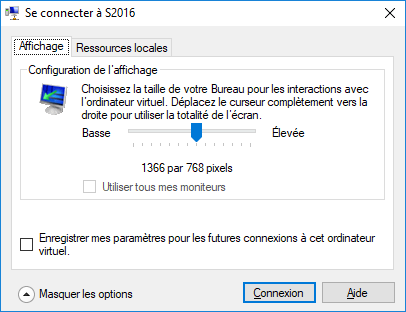 Se connecter à S2016
Affichage
Ressources locales
Configuration de l'affichage
Choisissez la taille de votre Bureau pour les interactions avec
l'ordinateur virtuel. Déplacez le curseur complètement vers la
droite pour utiliser la totalité de l'écran.
Basse
Élevée
1366 par 768 pixels
Utiliser tous mes moniteurs
Enregistrer mes paramètres pour les futures connexions à cet ordinateur
virtuel.
Masquer les options
Connexion
Aide